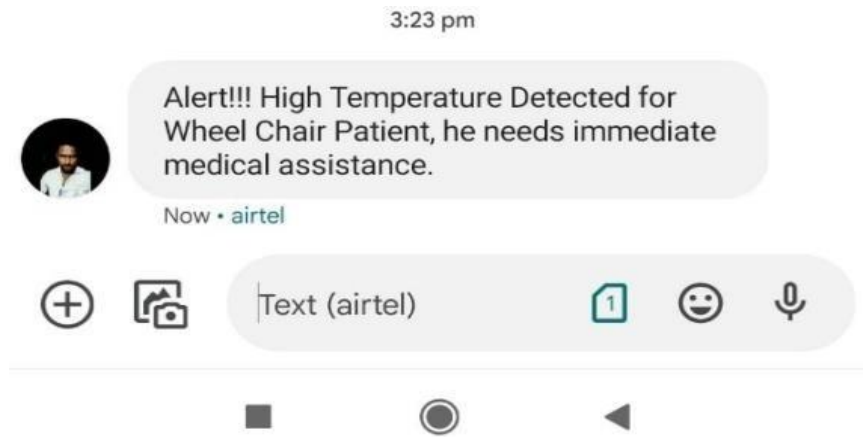 3:23 pm
Alert!!! High Temperature Detected for
Wheel Chair Patient, he needs immediate
medical assistance.
Now • airtel
Text (airtel)
1